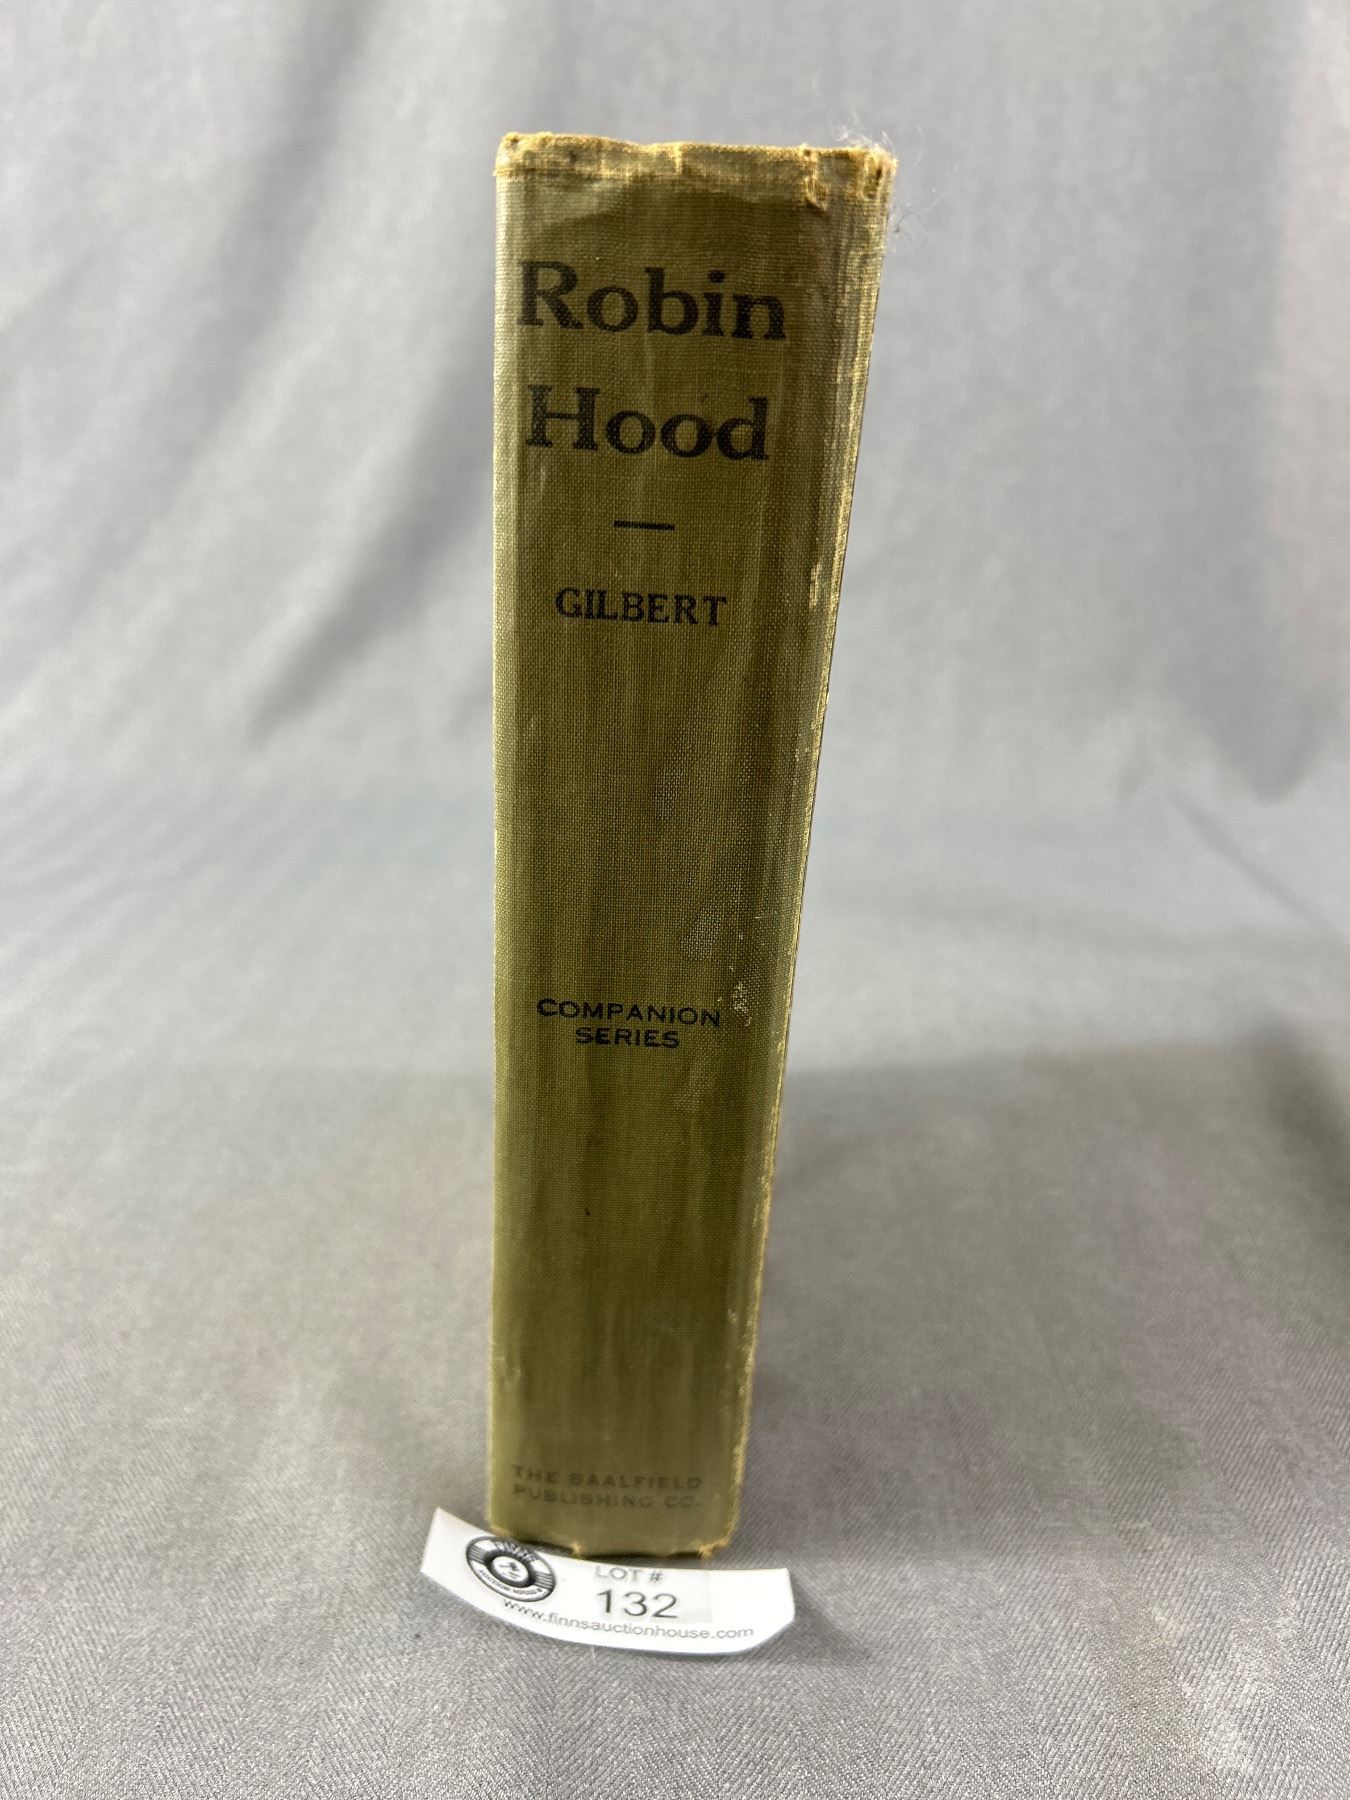 Robin
Hood
GILBERT
COMPANION
SERIES
THE SAALFIELD
PUBLISHING CO.
LOT #
132
www.finnsauctionhouse.com